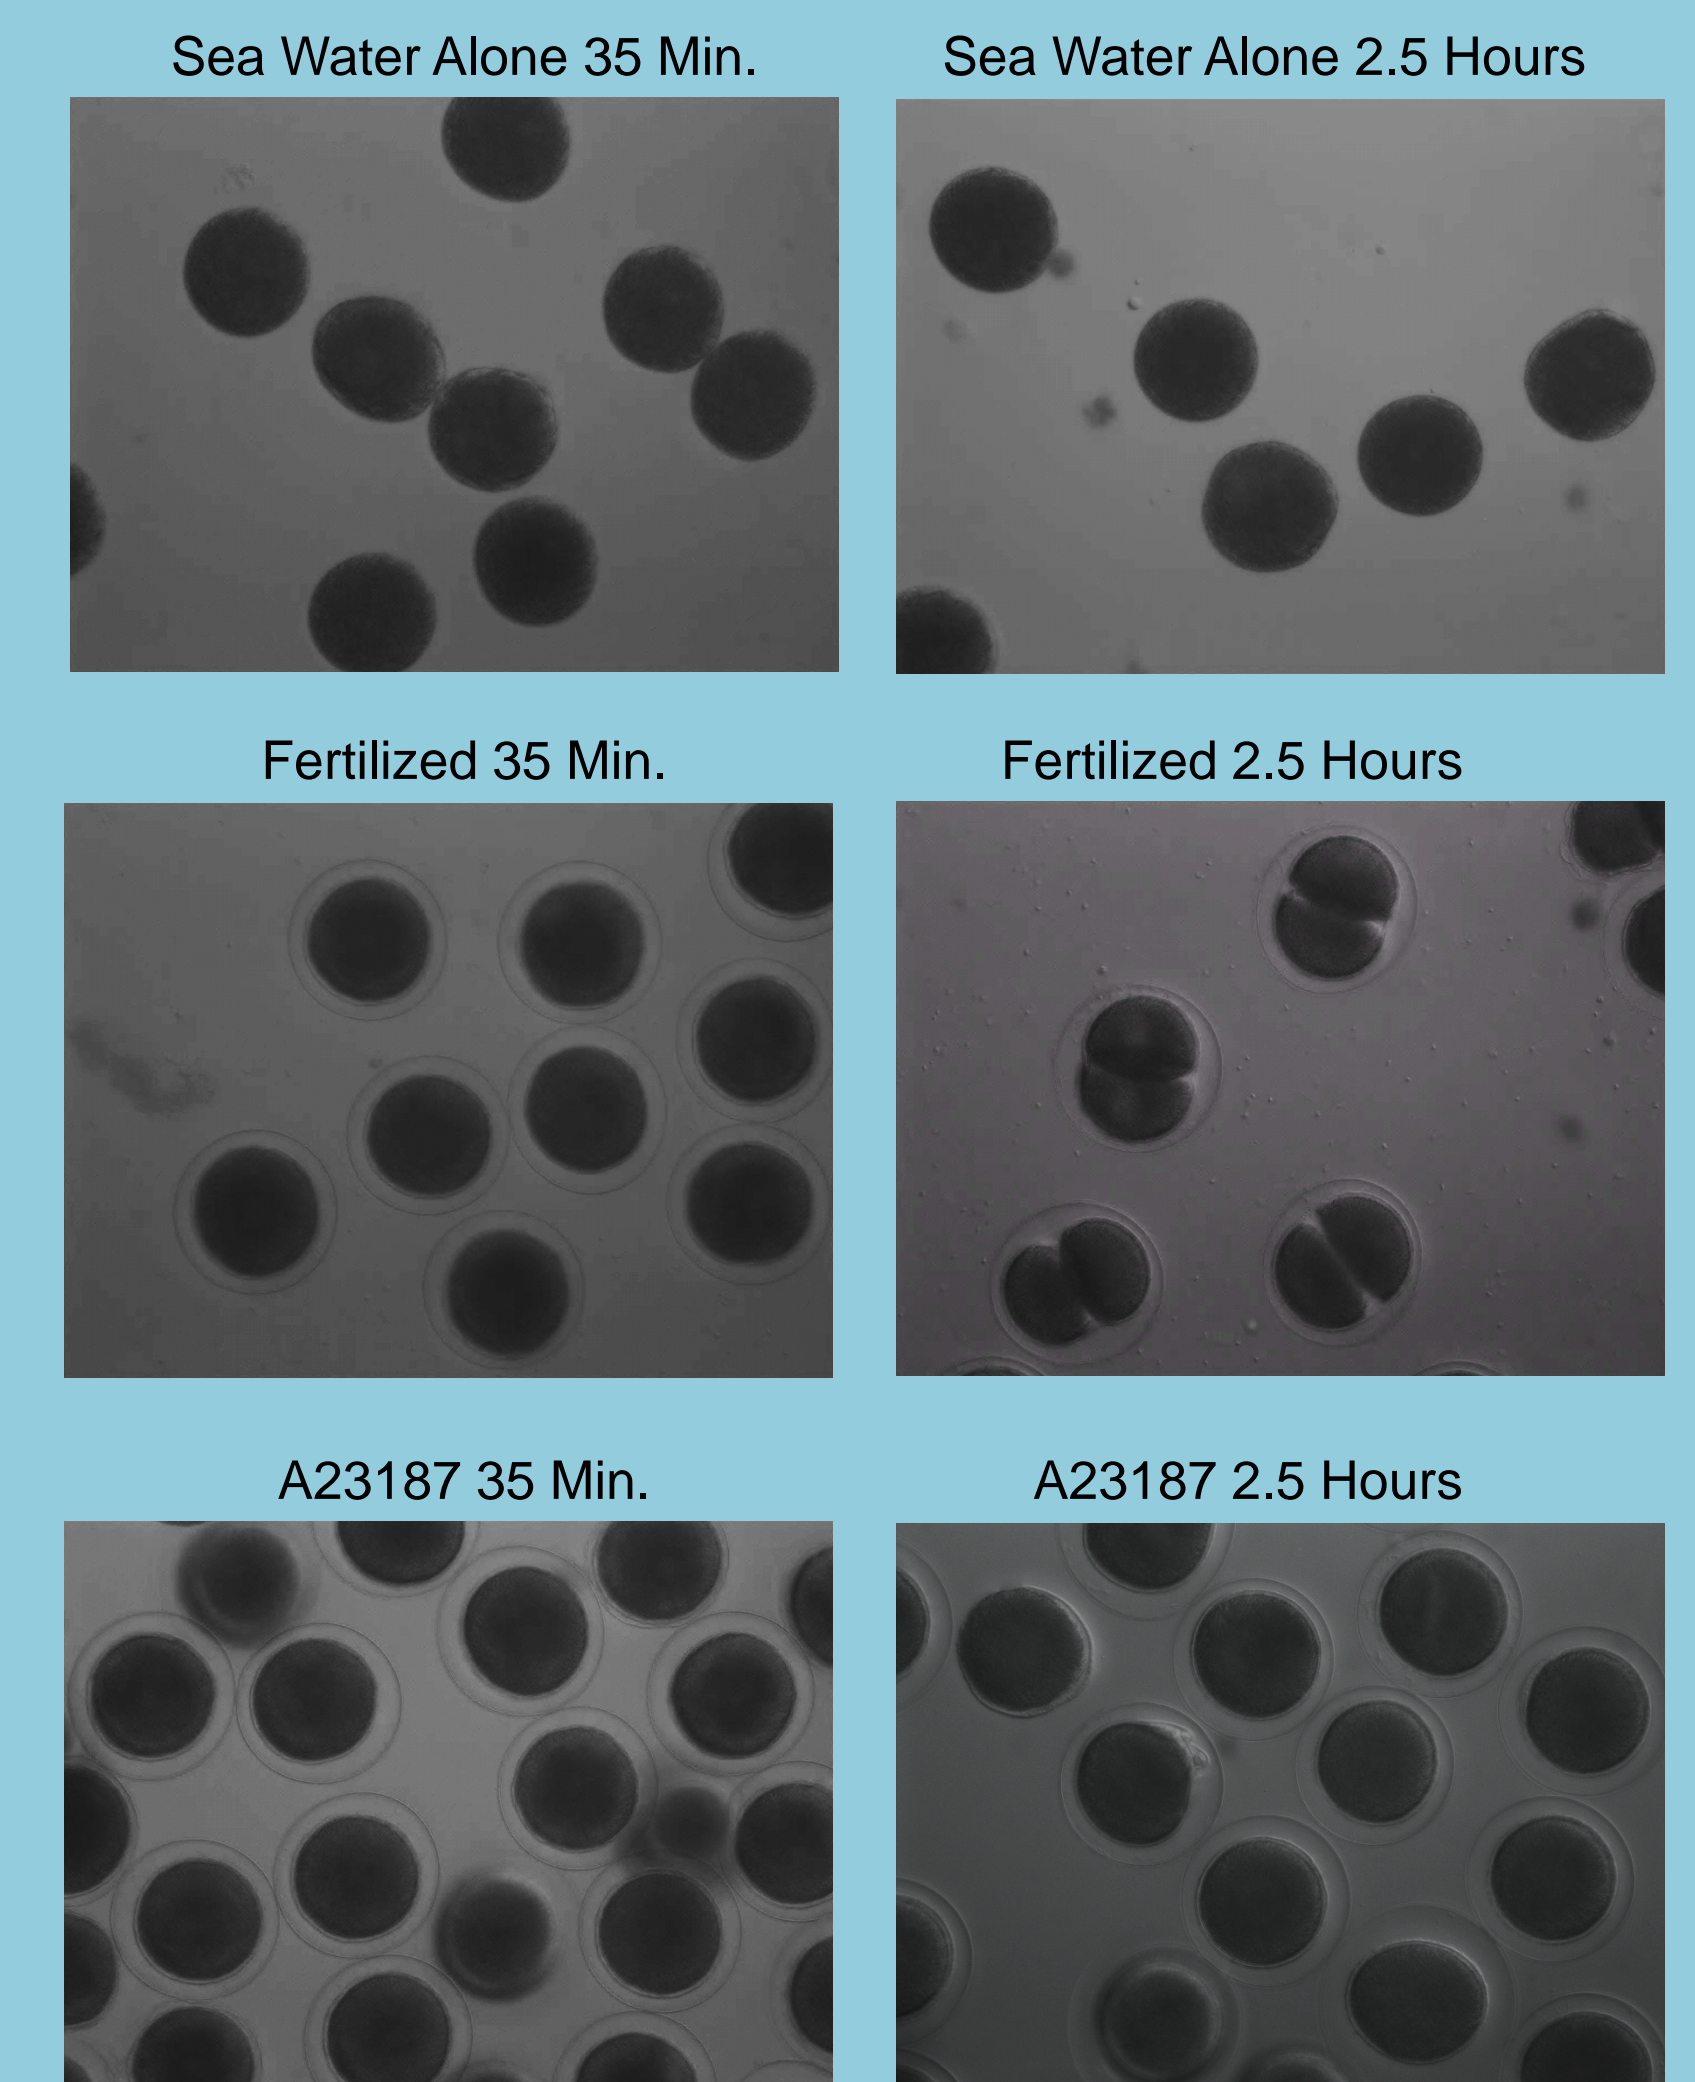 Sea Water Alone 35 Min.
Sea Water Alone 2.5 Hours
Fertilized 35 Min.
Fertilized 2.5 Hours
A23187 35 Min.
A23187 2.5 Hours